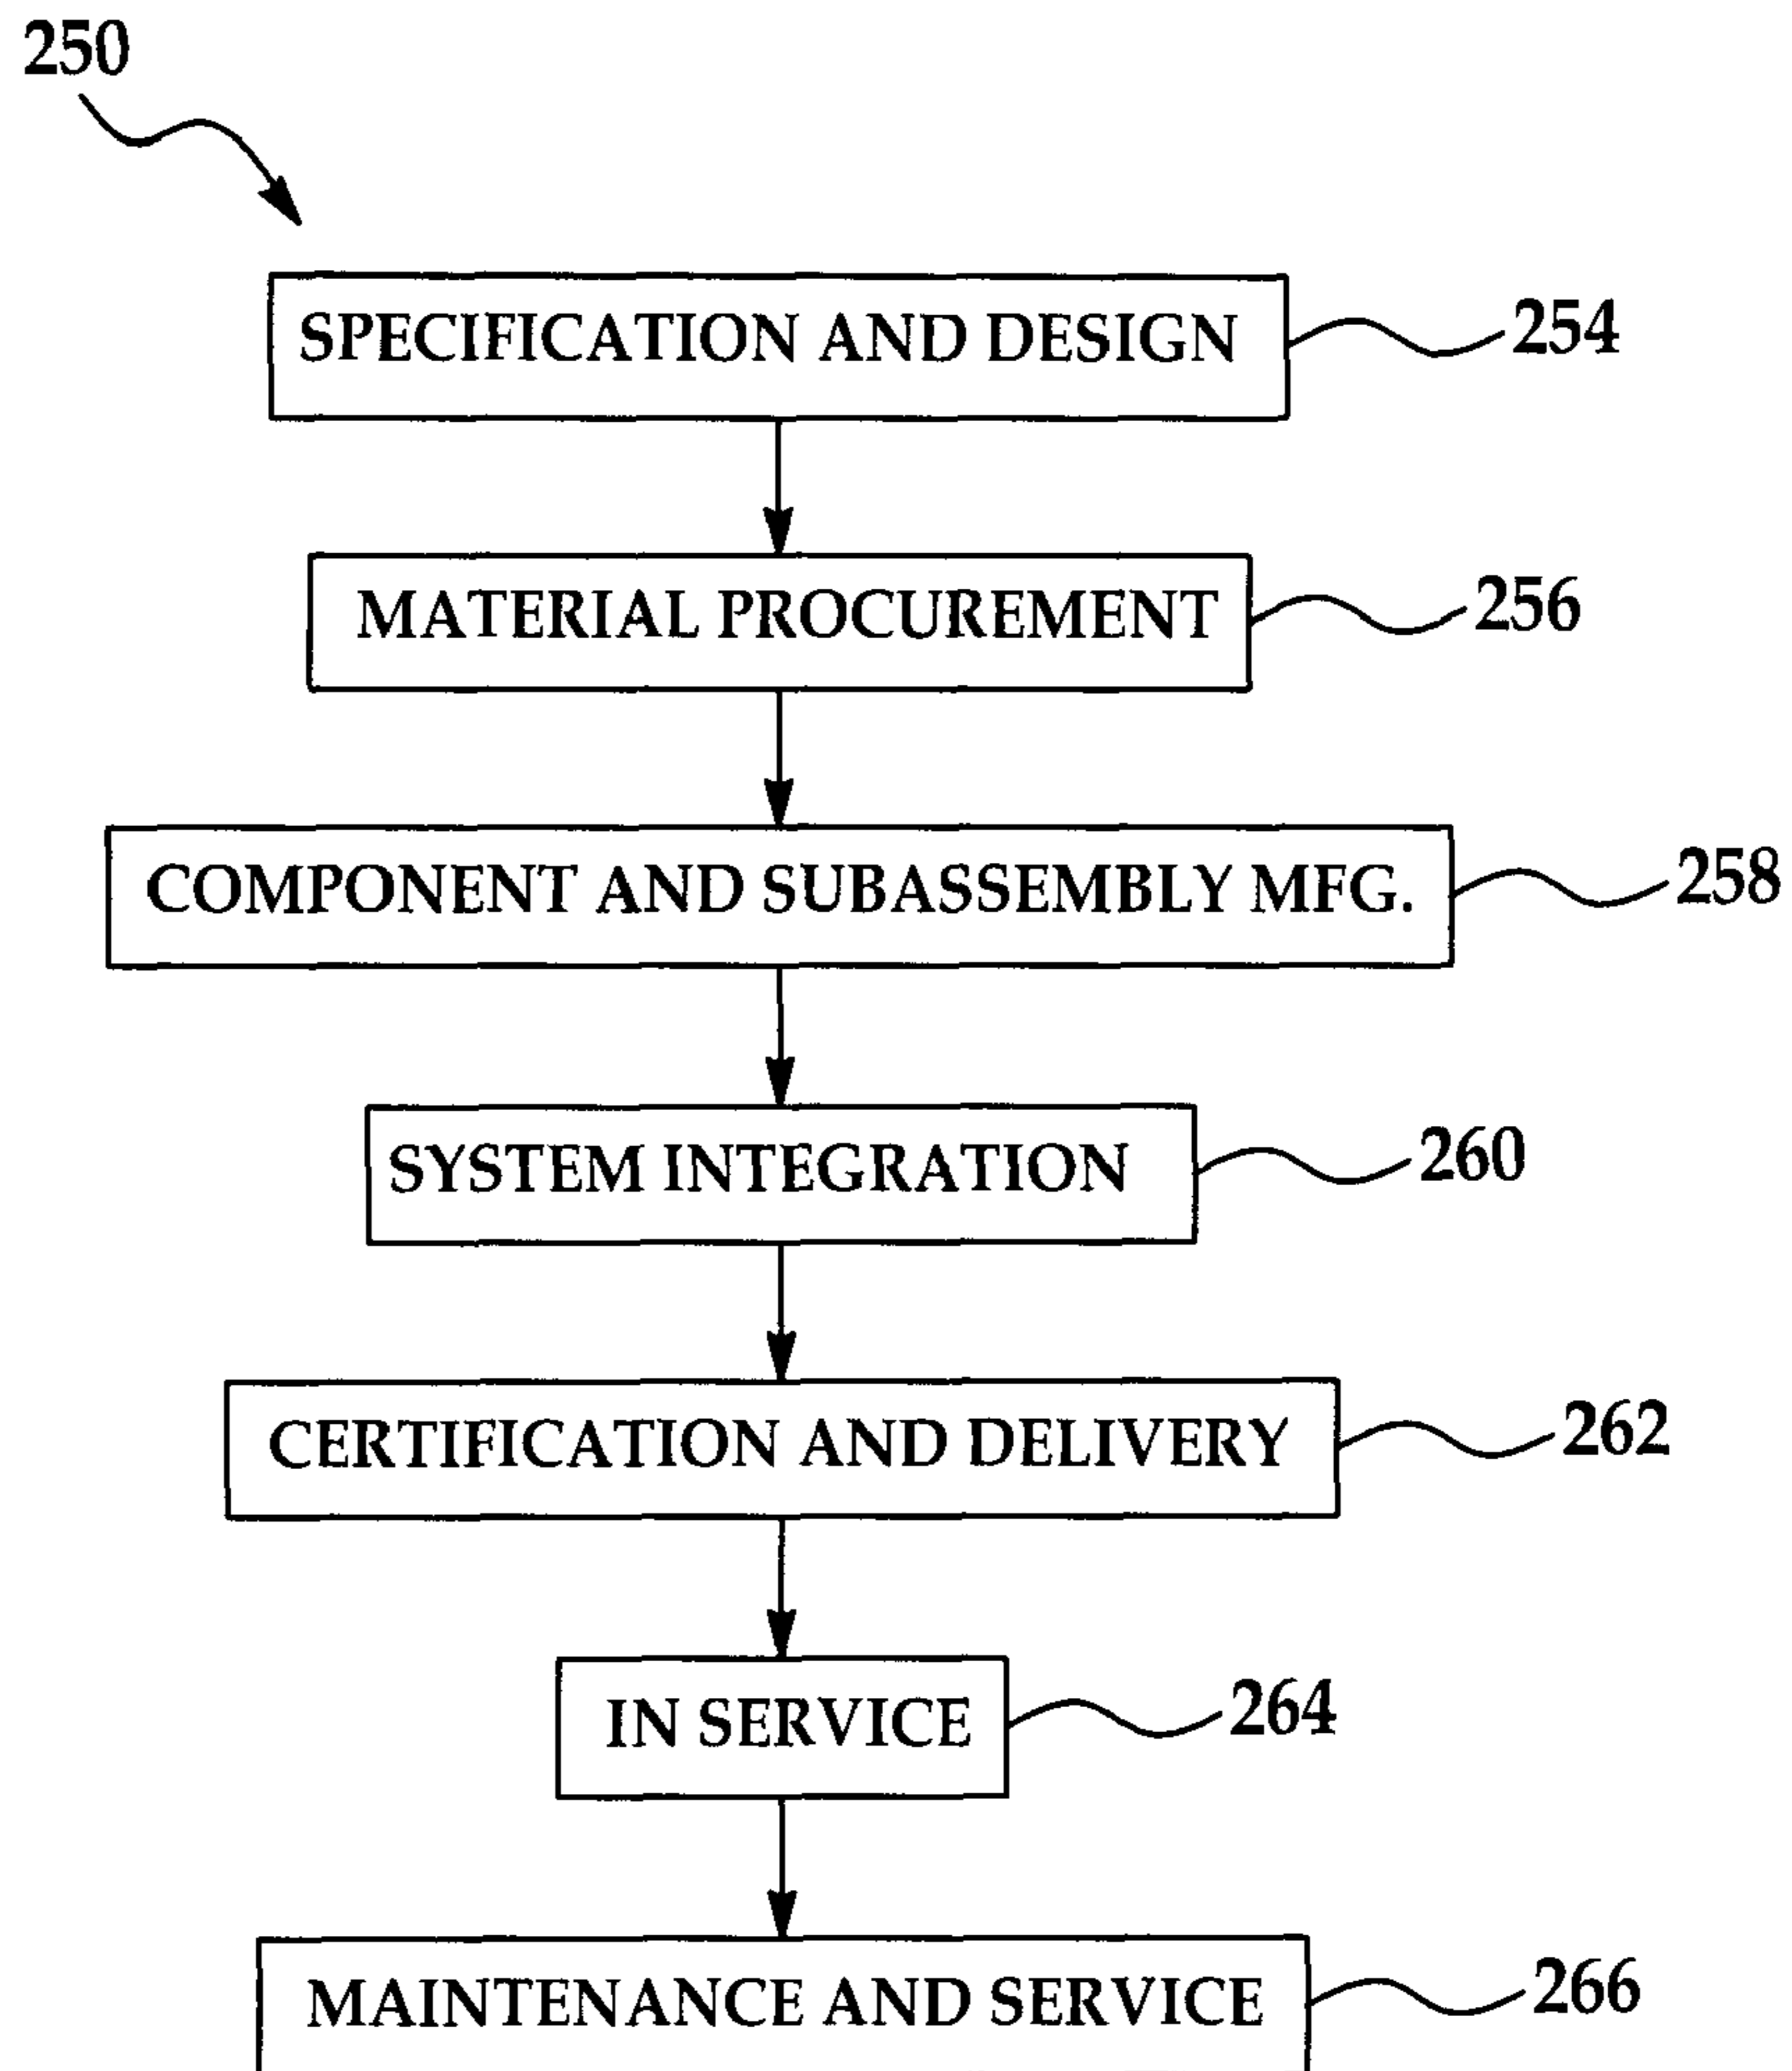 250
SPECIFICATION AND DESIGN
254
MATERIAL PROCUREMENT
256
COMPONENT AND SUBASSEMBLY MFG.
258
SYSTEM INTEGRATION
260
CERTIFICATION AND DELIVERY
262
IN SERVICE
264
MAINTENANCE AND SERVICE
266